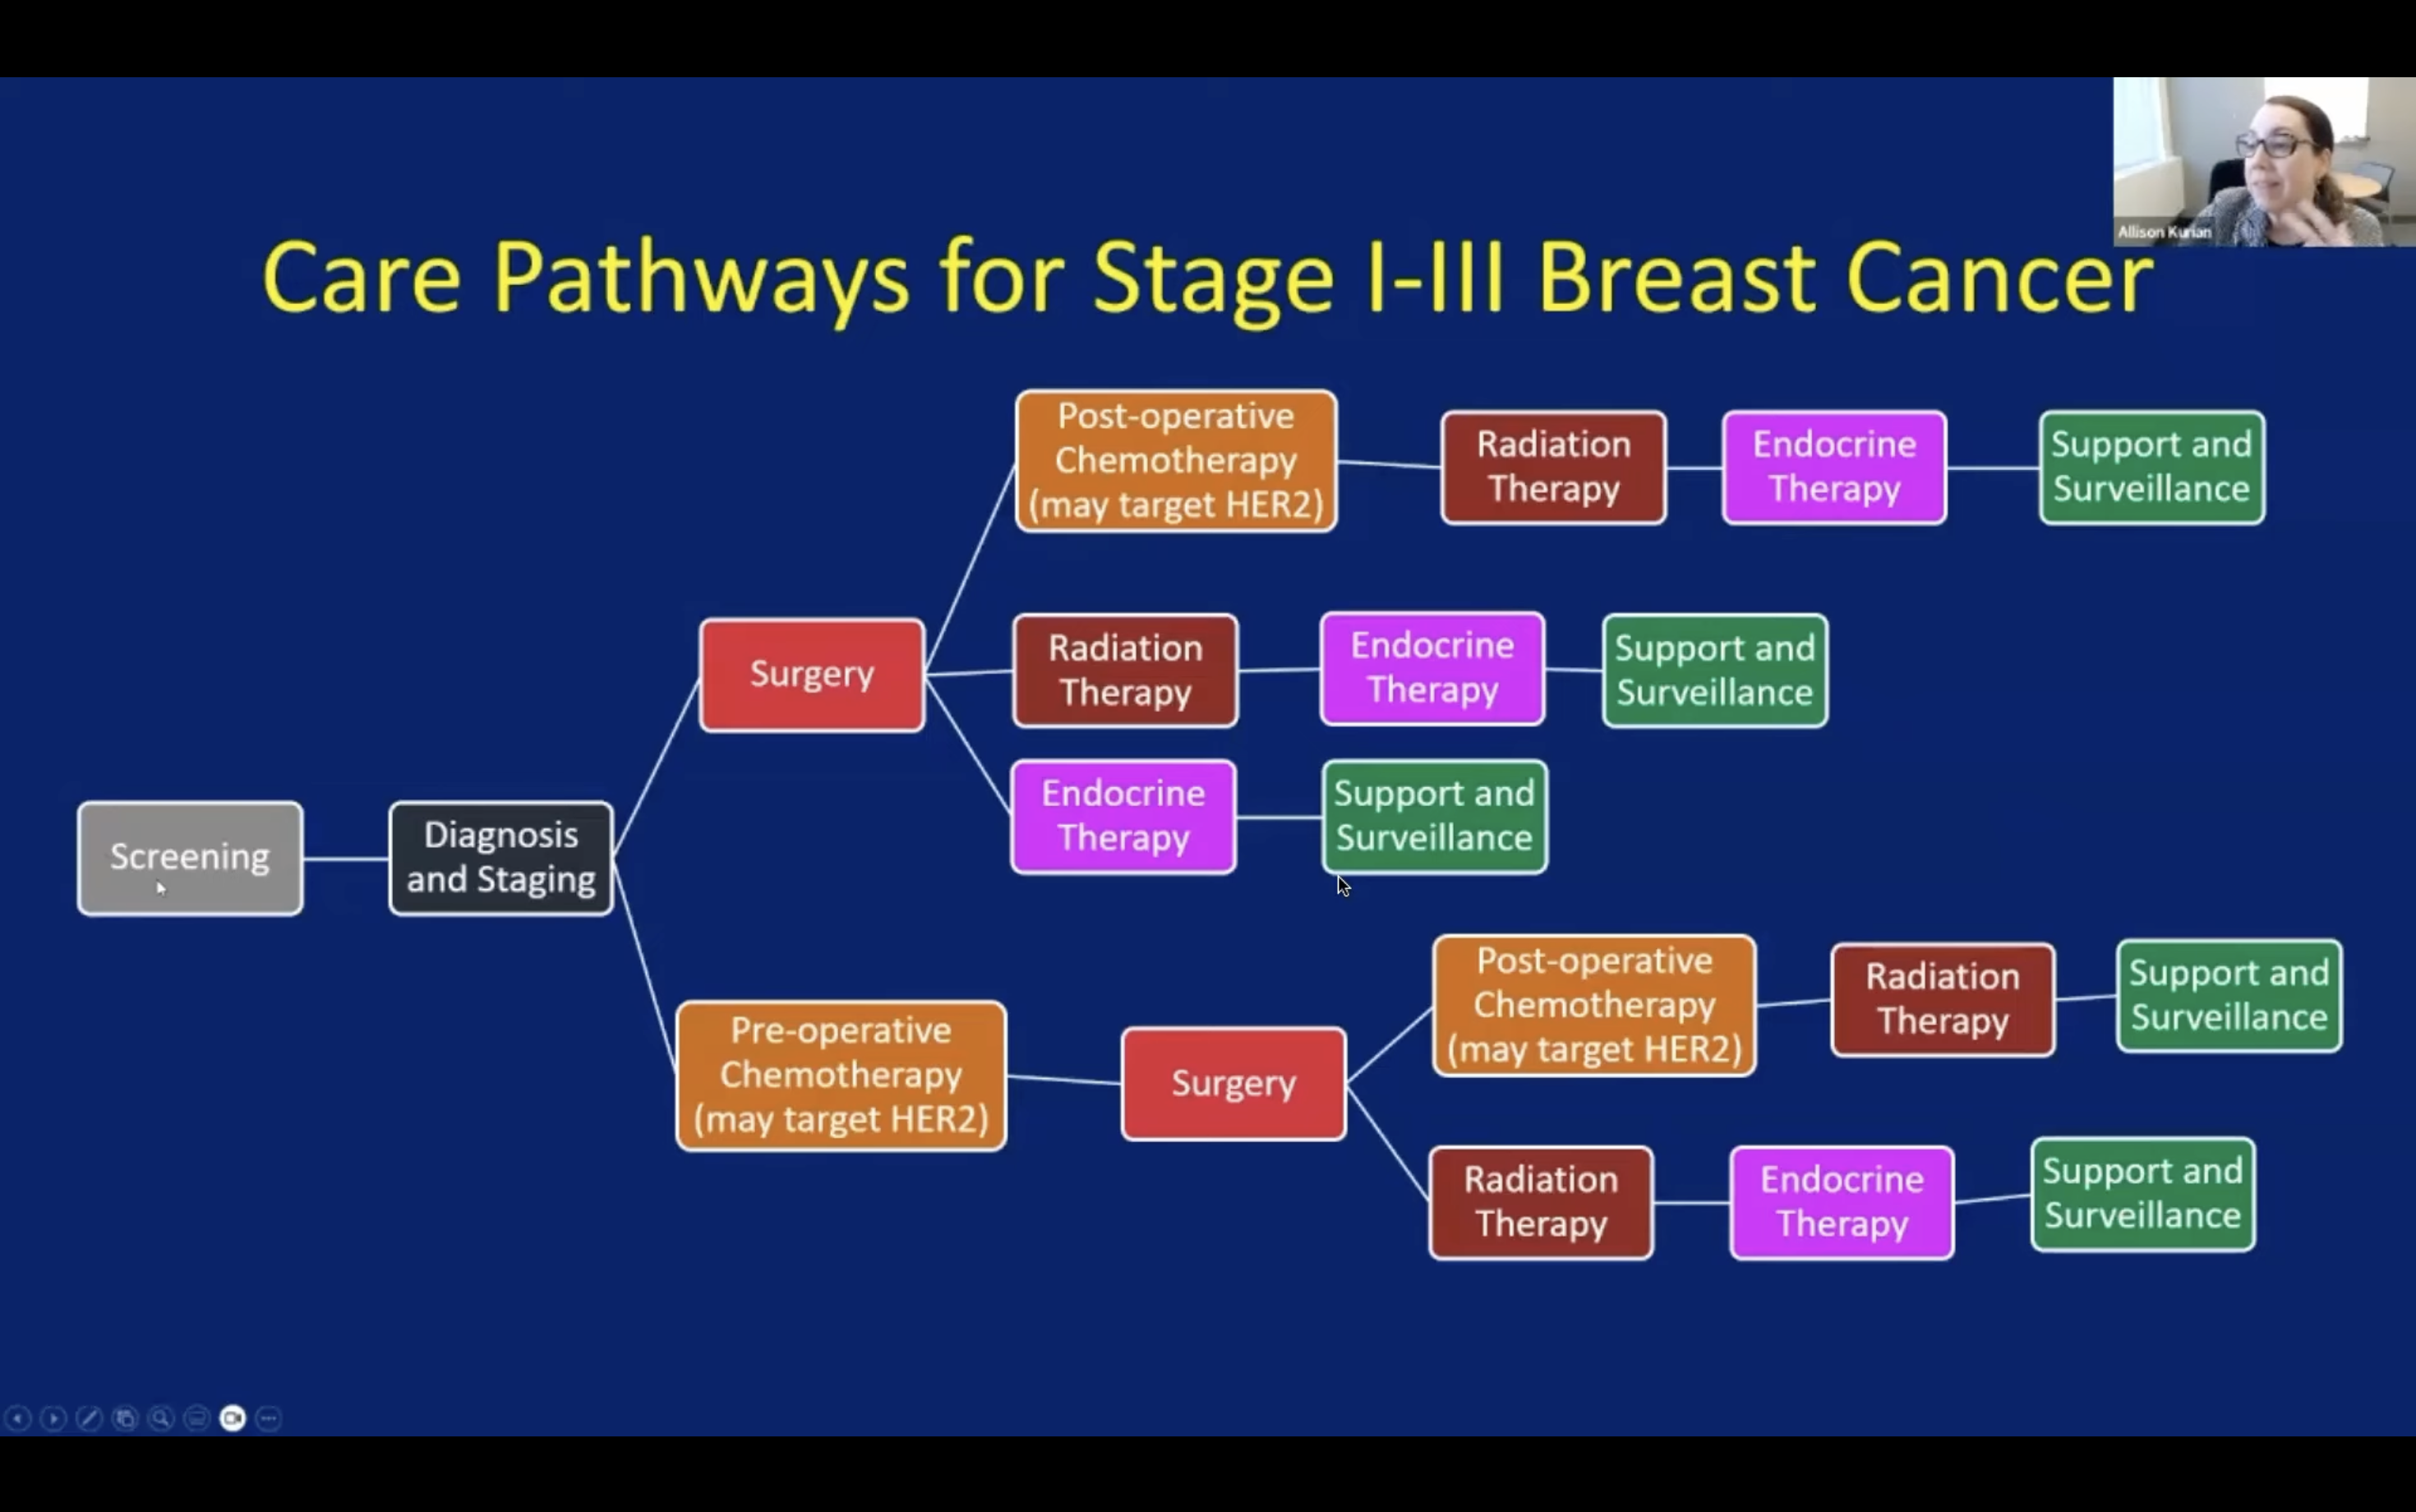 Allison Kurian
Care Pathways for Stage I-III Breast Cancer
Screening
Diagnosis
and Staging
Surgery
Post-operative
Chemotherapy
(may target HER2)
Radiation
Therapy
Endocrine
Therapy
Support and
Surveillance
Radiation
Therapy
Endocrine
Therapy
Support and
Surveillance
Endocrine
Therapy
Support and
Surveillance
Pre-operative
Chemotherapy
(may target HER2)
Surgery
Post-operative
Chemotherapy
(may target HER2)
Radiation
Therapy
Support and
Surveillance
Radiation
Therapy
Endocrine
Therapy
Support and
Surveillance